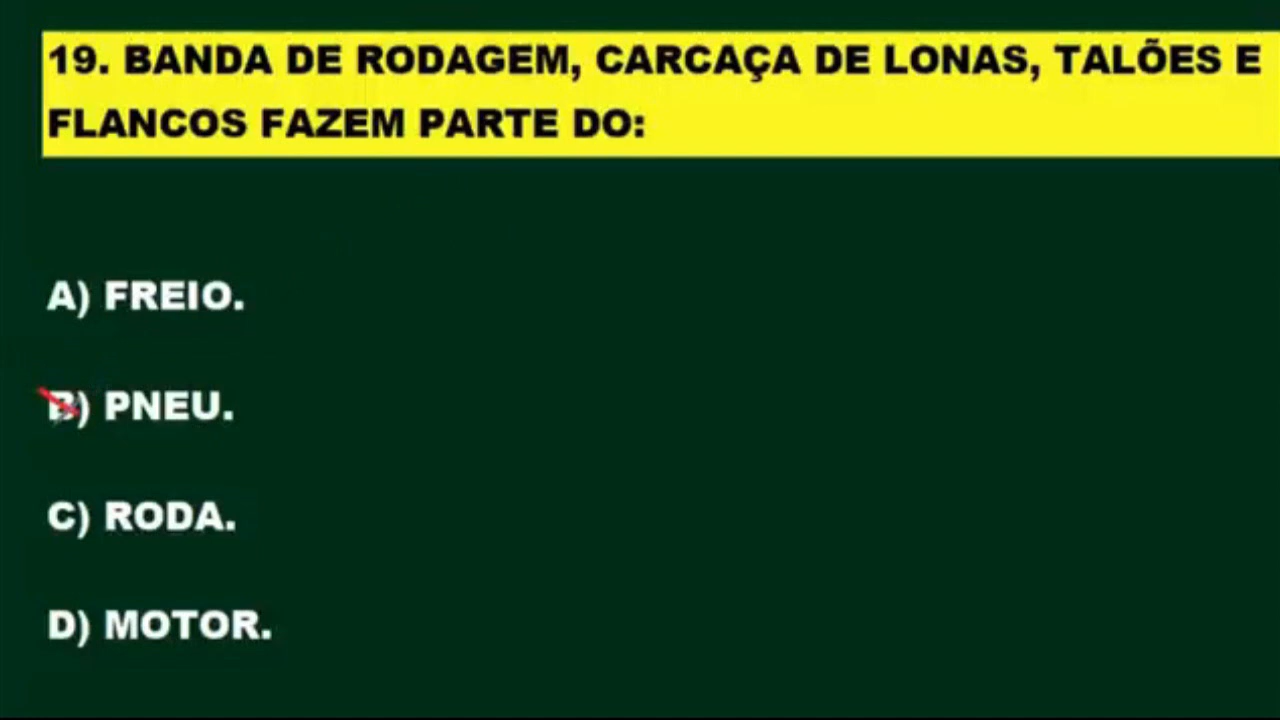 19. BANDA DE RODAGEM, CARCAÇA DE LONAS, TALÕES E
FLANCOS FAZEM PARTE DO:
A) FREIO.
B) PNEU.
C) RODA.
D) MOTOR.